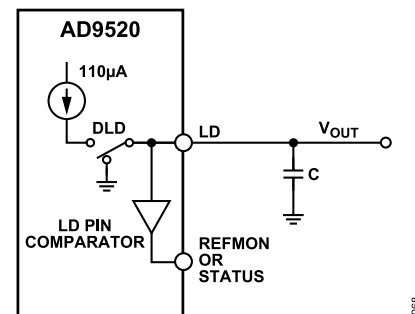 AD9520
110µA
DLD
LD
VOUT
C
LD PIN
COMPARATOR
REFMON
OR
STATUS